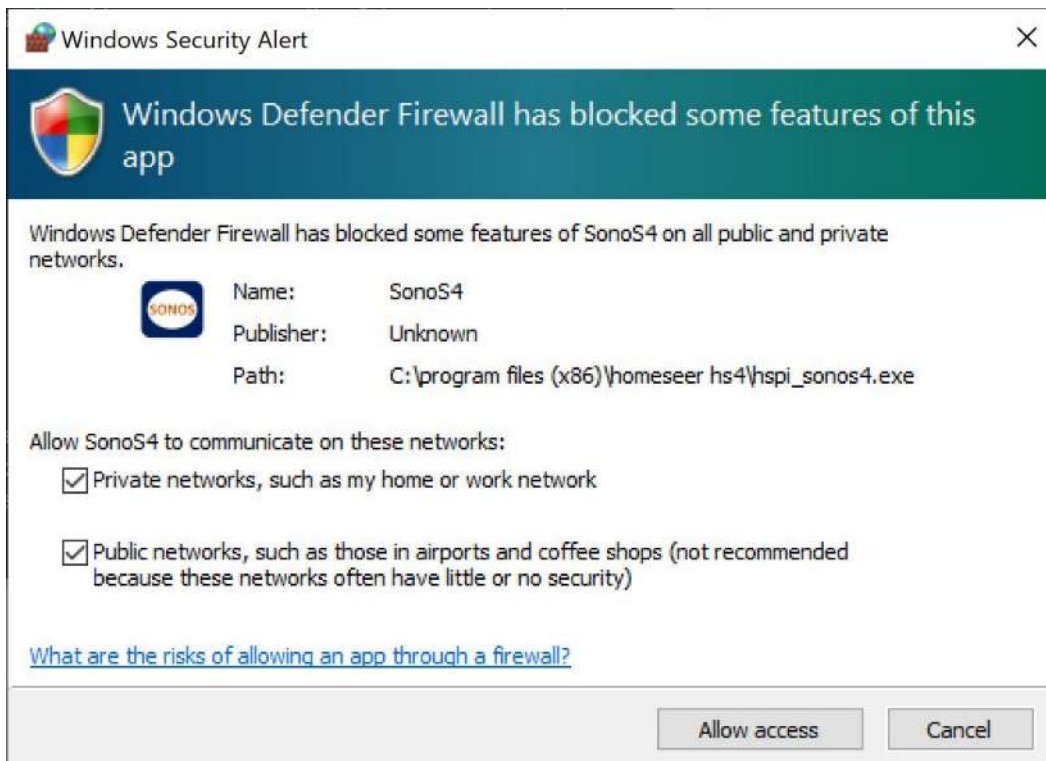 Windows Security Alert
Windows Defender Firewall has blocked some features of this
app
Windows Defender Firewall has blocked some features of SonoS4 on all public and private
networks.
SONOS
Name: SonoS4
Publisher: Unknown
Path: C:\program files (x86)\homeseer hs4\hspi_sonos4.exe
Allow SonoS4 to communicate on these networks:
Private networks, such as my home or work network
Public networks, such as those in airports and coffee shops (not recommended
because these networks often have little or no security)
What are the risks of allowing an app through a firewall?
Allow access Cancel